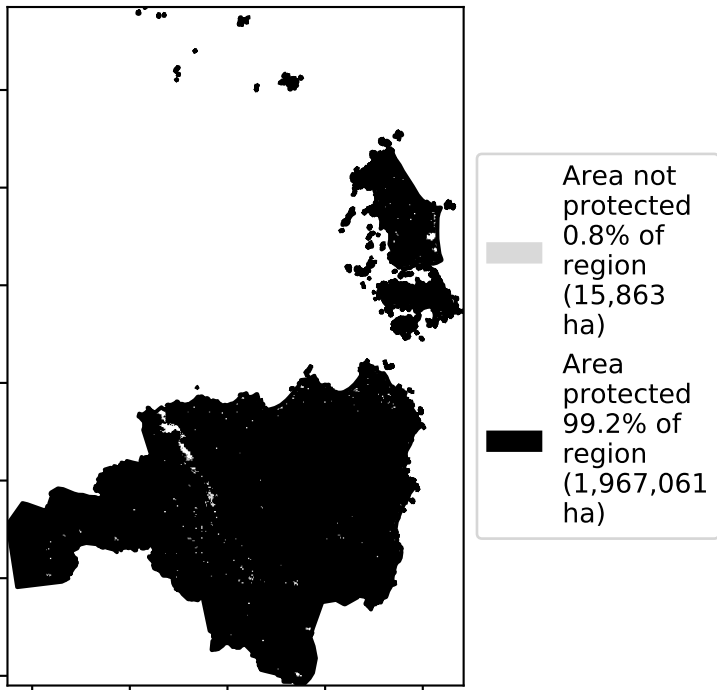 Area not
protected
0.8% of
region
(15,863
ha)
Area
protected
99.2% of
region
(1,967,061
ha)